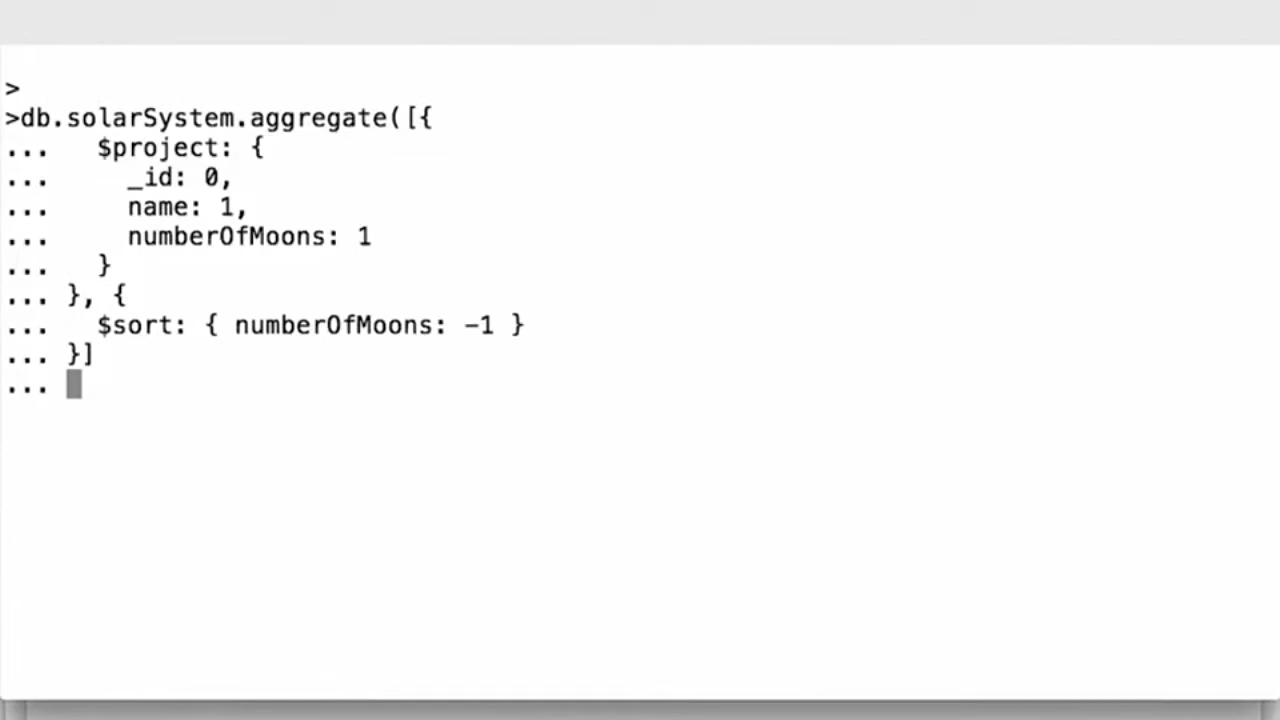 >
>db.solarSystem.aggregate([{
...   $project: {
...     _id: 0,
...     name: 1,
...     numberOfMoons: 1
...   }
... }, {
...   $sort: { numberOfMoons: -1 }
... }]
...